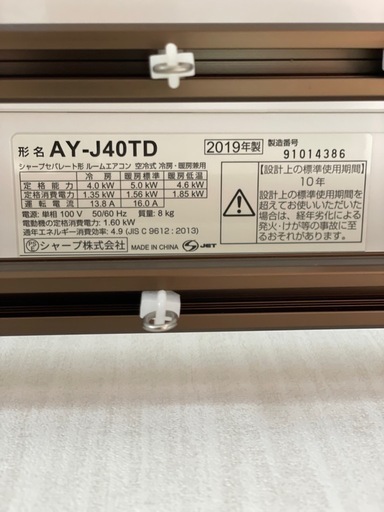 形 名 AY-J40TD 2019年製 製造番号 91014386
シャープセパレート形 ルームエアコン 空冷式 冷房・暖房兼用
冷 房 暖房標準 暖房低温
定 格 能 力 4.0 kW 5.0 kW 4.6 kW
定格消費電力 1.35 kW 1.56 kW 1.85 kW
運 転 電 流 13.8 A 16.0 A
電源:単相 100 V 50/60 Hz 質量:8 kg
電動機の定格消費電力 1.60 kW
通年エネルギー消費効率:4.9 (JIS C 9612 : 2013)
シャープ株式会社 MADE IN CHINA S JET
【設計上の標準使用期間】
10 年
設計上の標準使用期間を
超えてお使いいただいた
場合は、経年劣化による
発火・けが等の事故に至
るおそれがあります。